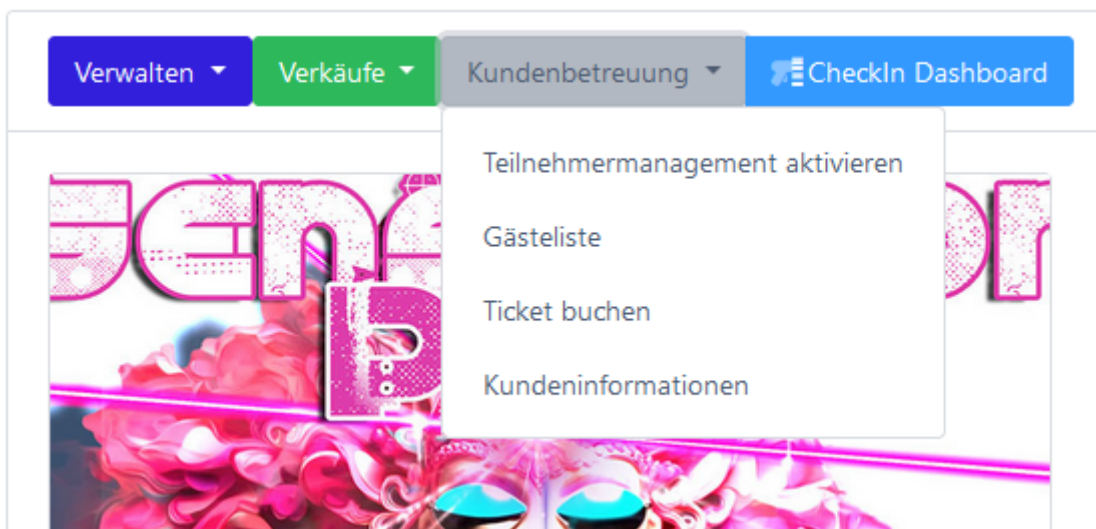 Verwalten
Verkäufe
Kundenbetreuung
CheckIn Dashboard
Teilnehmermanagement aktivieren
Gästeliste
Ticket buchen
Kundeninformationen